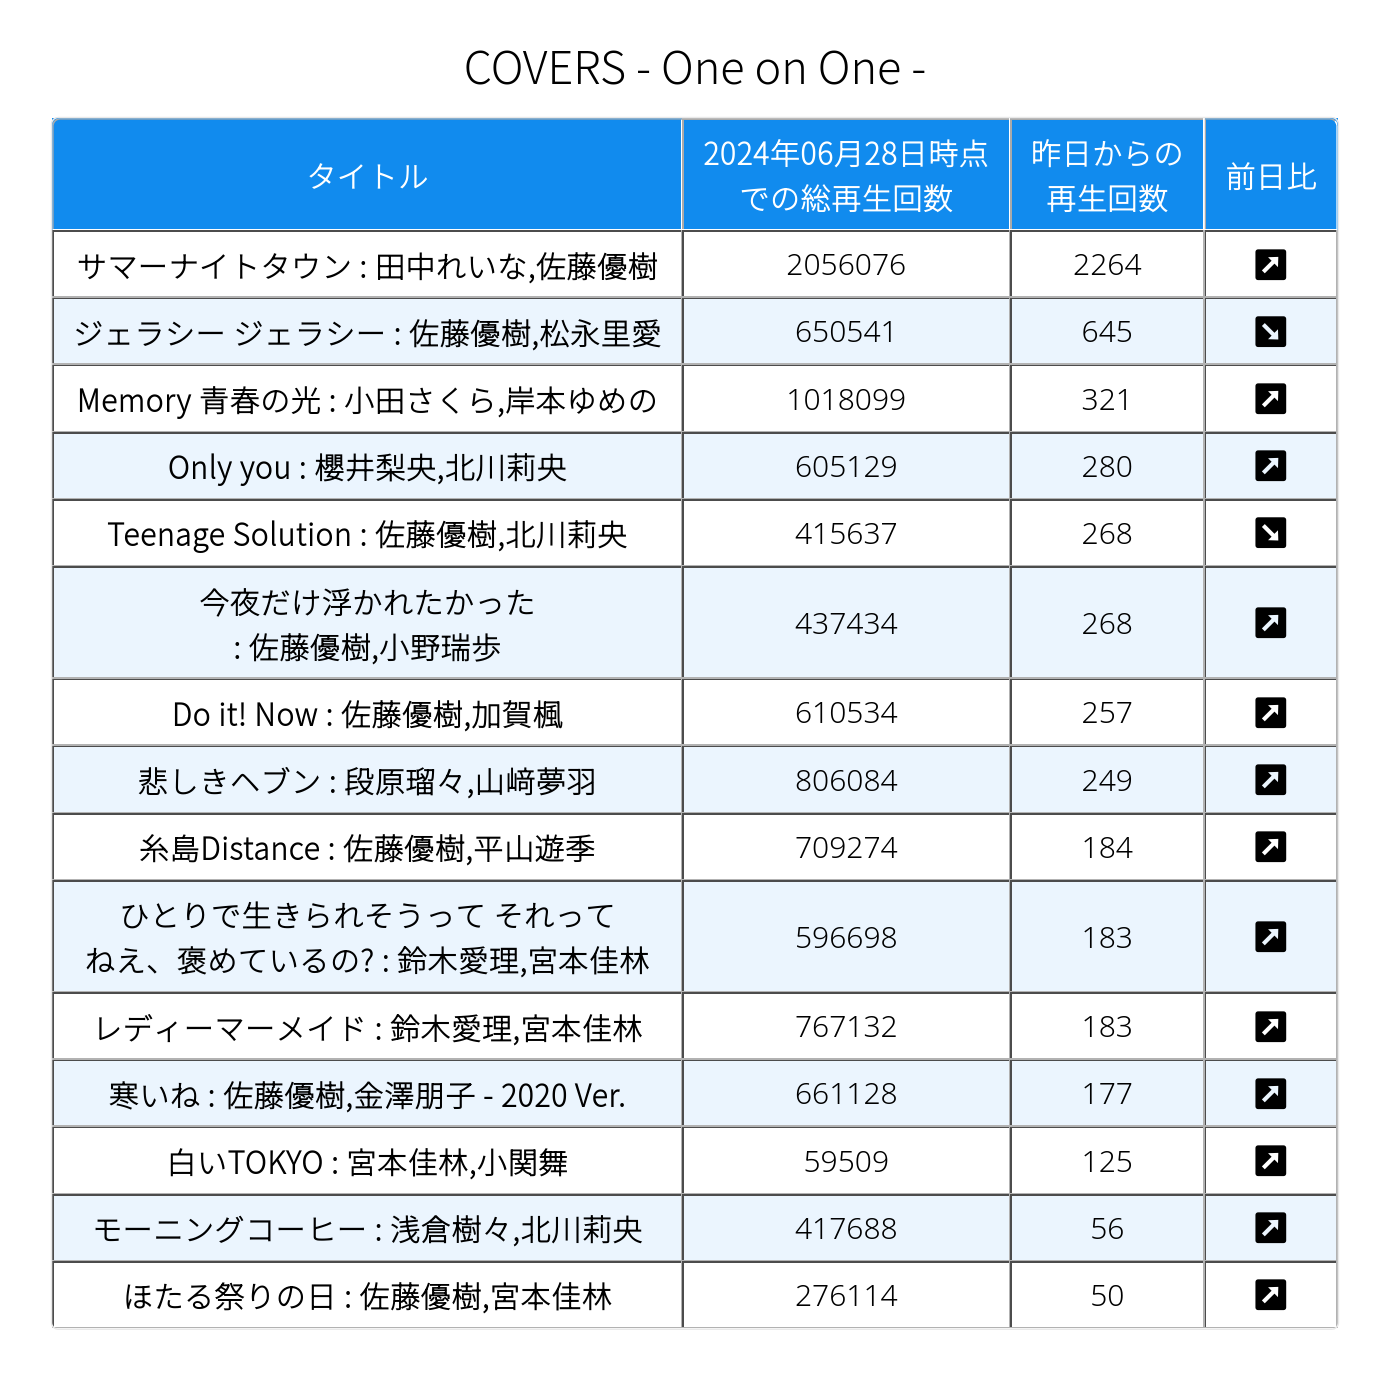 COVERS - One on One -
タイトル
2024年06月28日時点
での総再生回数
昨日からの
再生回数
前日比
サマーナイトタウン : 田中れいな,佐藤優樹
2056076
2264
ジェラシー ジェラシー : 佐藤優樹,松永里愛
650541
645
Memory 青春の光 : 小田さくら,岸本ゆめの
1018099
321
Only you : 櫻井梨央,北川莉央
605129
280
Teenage Solution : 佐藤優樹,北川莉央
415637
268
今夜だけ浮かれたかった
: 佐藤優樹,小野瑞歩
437434
268
Do it! Now : 佐藤優樹,加賀楓
610534
257
悲しきヘブン : 段原瑠々,山﨑夢羽
806084
249
糸島Distance : 佐藤優樹,平山遊季
709274
184
ひとりで生きられそうって それって
ねえ、褒めているの? : 鈴木愛理,宮本佳林
596698
183
レディーマーメイド : 鈴木愛理,宮本佳林
767132
183
寒いね : 佐藤優樹,金澤朋子 - 2020 Ver.
661128
177
白いTOKYO : 宮本佳林,小関舞
59509
125
モーニングコーヒー : 浅倉樹々,北川莉央
417688
56
ほたる祭りの日 : 佐藤優樹,宮本佳林
276114
50